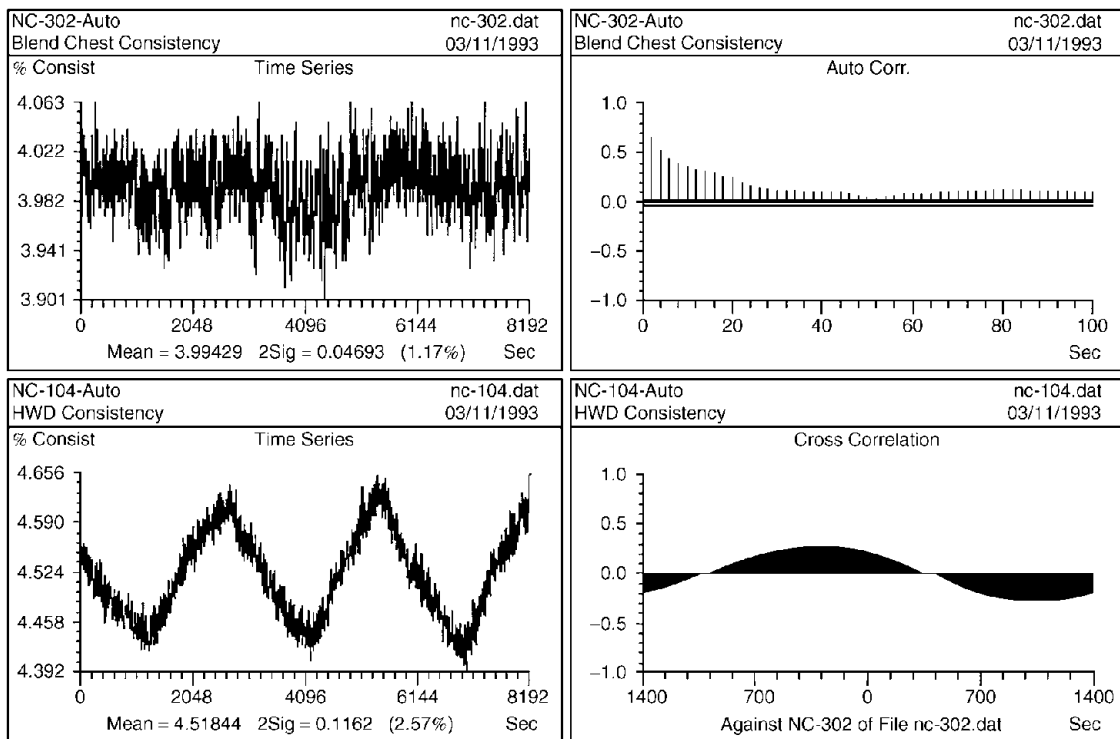 NC-302-Auto nc-302.dat
Blend Chest Consistency 03/11/1993
% Consist Time Series
4.063
4.022
3.982
3.941
3.901
0 2048 4096 6144 8192
Mean = 3.99429 2Sig = 0.04693 (1.17%) Sec
NC-302-Auto nc-302.dat
Blend Chest Consistency 03/11/1993
Auto Corr.
1.0
0.5
0.0
−0.5
−1.0
0 20 40 60 80 100
Sec
NC-104-Auto nc-104.dat
HWD Consistency 03/11/1993
% Consist Time Series
4.656
4.590
4.524
4.458
4.392
0 2048 4096 6144 8192
Mean = 4.51844 2Sig = 0.1162 (2.57%) Sec
NC-104-Auto nc-104.dat
HWD Consistency 03/11/1993
Cross Correlation
1.0
0.5
0.0
−0.5
−1.0
1400 700 0 700 1400
Against NC-302 of File nc-302.dat Sec